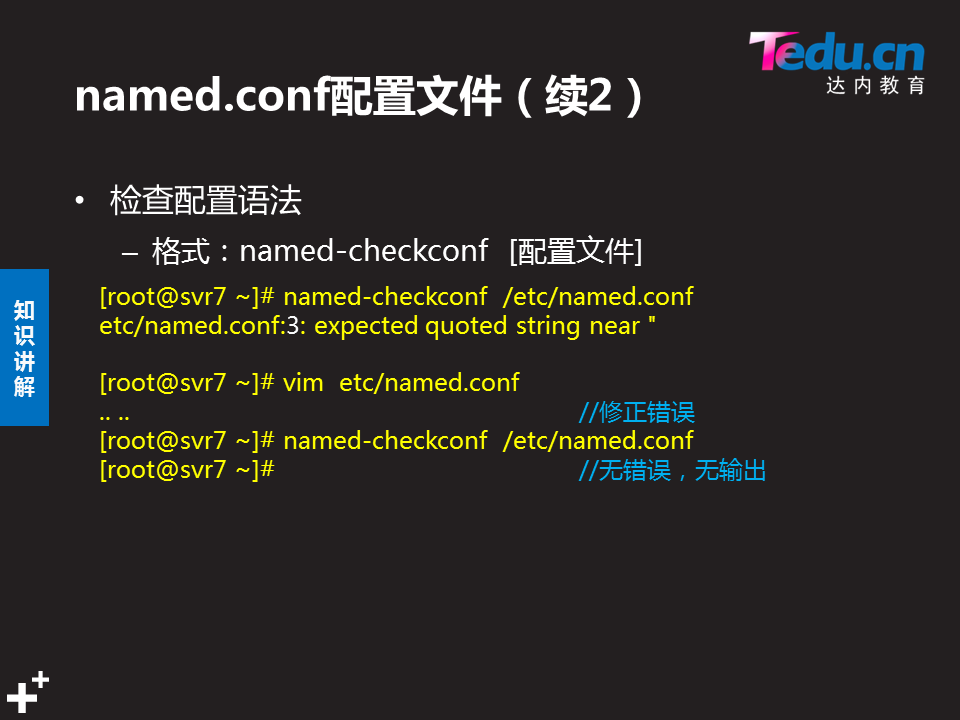 Tedu.cn
达内教育
named.conf配置文件（续2）
• 检查配置语法
– 格式：named-checkconf [配置文件]
[root@svr7 ~]# named-checkconf /etc/named.conf
etc/named.conf:3: expected quoted string near "
[root@svr7 ~]# vim etc/named.conf
.. .. //修正错误
[root@svr7 ~]# named-checkconf /etc/named.conf
[root@svr7 ~]# //无错误，无输出
知
识
讲
解